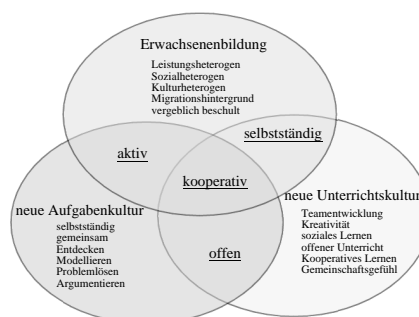 Erwachsenenbildung
Leistungsheterogen
Sozialheterogen
Kulturheterogen
Migrationshintergrund
vergeblich beschult
selbstständig
aktiv
kooperativ
neue Aufgabenkultur
selbstständig
gemeinsam
Entdecken
Modellieren
Problemlösen
Argumentieren
offen
neue Unterrichtskultur
Teamentwicklung
Kreativität
soziales Lernen
offener Unterricht
Kooperatives Lernen
Gemeinschaftsgefühl